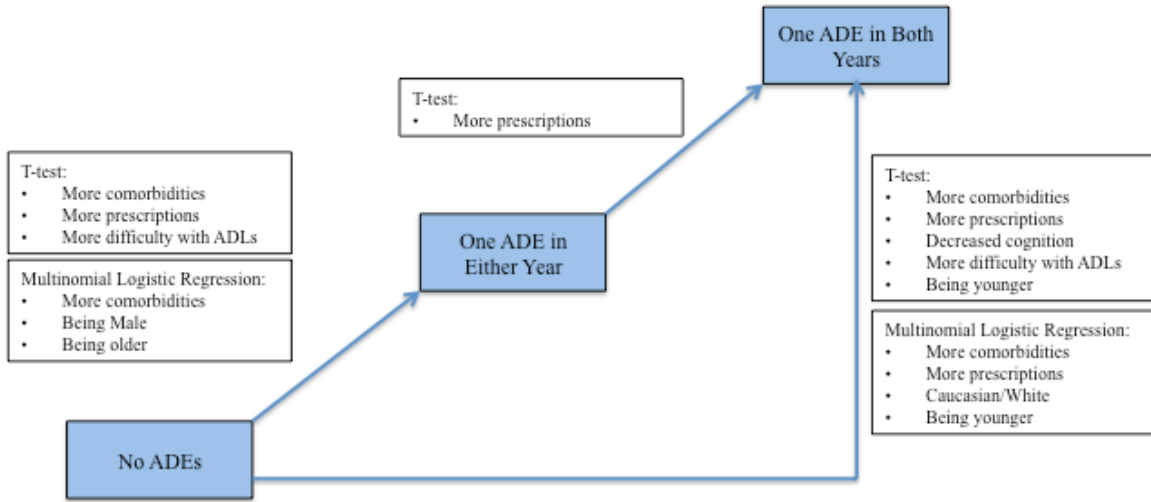 One ADE in Both
Years
T-test:
• More prescriptions
T-test:
• More comorbidities
• More prescriptions
• More difficulty with ADLs
Multinomial Logistic Regression:
• More comorbidities
• Being Male
• Being older
One ADE in
Either Year
T-test:
• More comorbidities
• More prescriptions
• Decreased cognition
• More difficulty with ADLs
• Being younger
Multinomial Logistic Regression:
• More comorbidities
• More prescriptions
• Caucasian/White
• Being younger
No ADEs